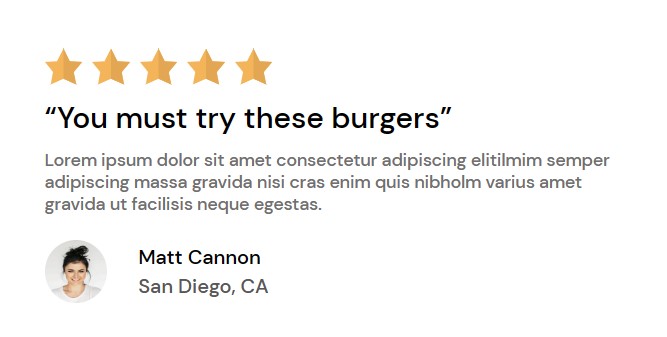 “You must try these burgers”
Lorem ipsum dolor sit amet consectetur adipiscing elitilmim semper
adipiscing massa gravida nisi cras enim quis nibholm varius amet
gravida ut facilisis neque egestas.
Matt Cannon
San Diego, CA